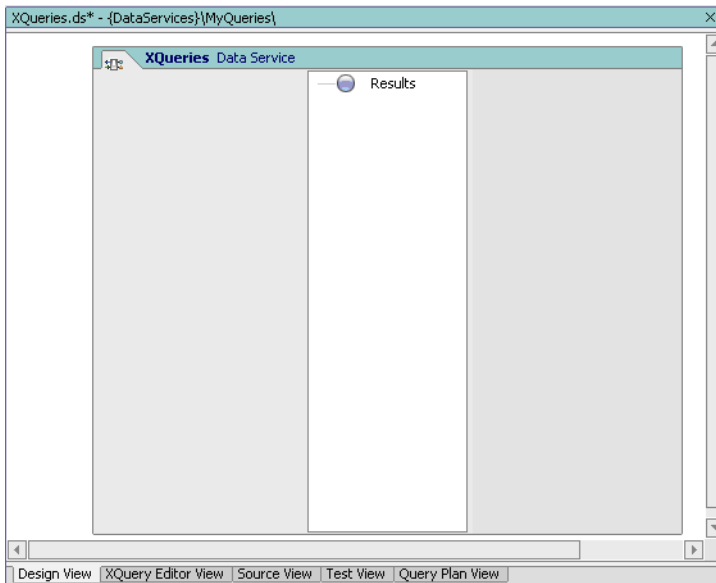 XQueries.ds* - {DataServices}\MyQueries\
XQueries Data Service
Results
Design View XQuery Editor View Source View Test View Query Plan View